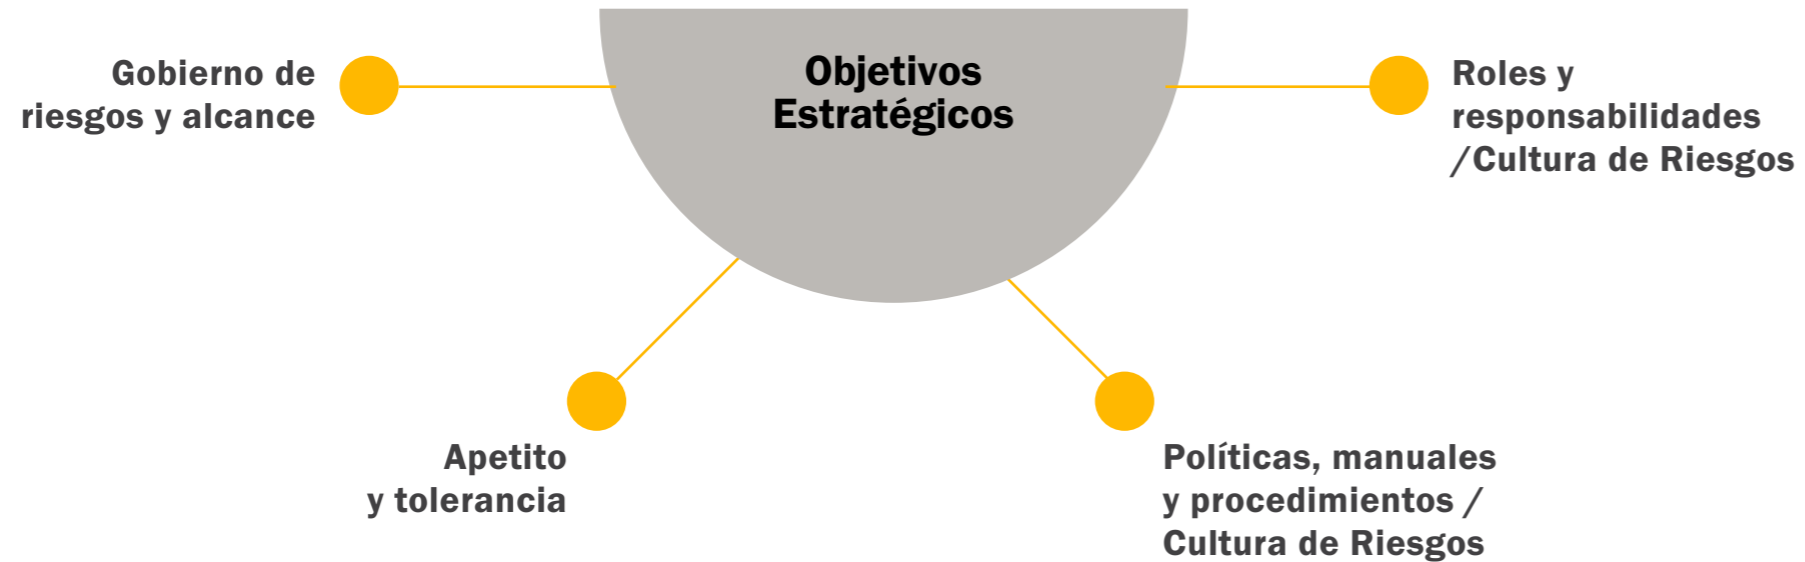 Gobierno de
riesgos y alcance
Objetivos
Estratégicos
Roles y
responsabilidades
/Cultura de Riesgos
Apetito
y tolerancia
Políticas, manuales
y procedimientos /
Cultura de Riesgos